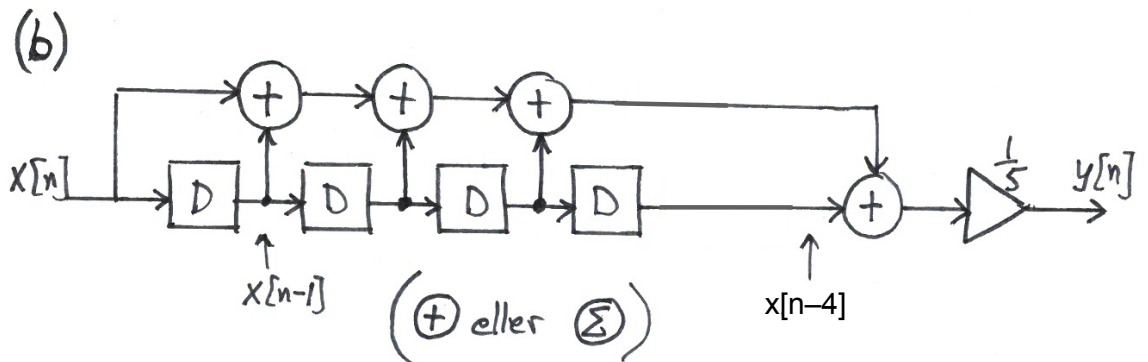 (b)
+ + +
1/5
x[n] D D D D + y[n]
x[n-1] x[n–4]
(+ eller Σ)